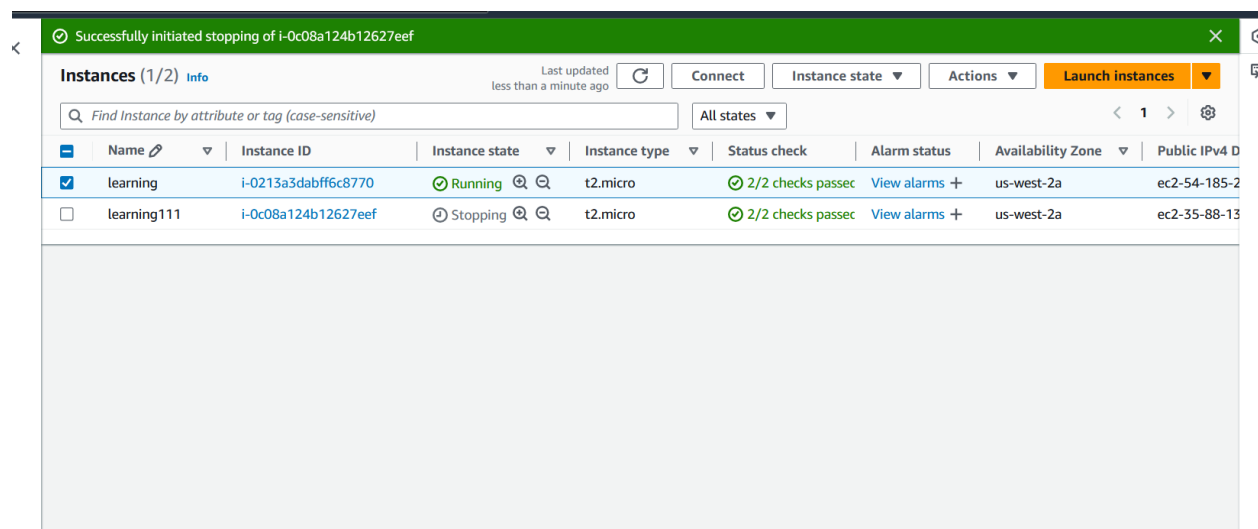 Successfully initiated stopping of i-0c08a124b12627eef
Instances (1/2) Info
Last updated
less than a minute ago
Connect
Instance state
Actions
Launch instances
Find Instance by attribute or tag (case-sensitive)
All states
1
Name Instance ID Instance state Instance type Status check Alarm status Availability Zone Public IPv4 D
learning i-0213a3dabff6c8770 Running t2.micro 2/2 checks passec View alarms + us-west-2a ec2-54-185-2
learning111 i-0c08a124b12627eef Stopping t2.micro 2/2 checks passec View alarms + us-west-2a ec2-35-88-13